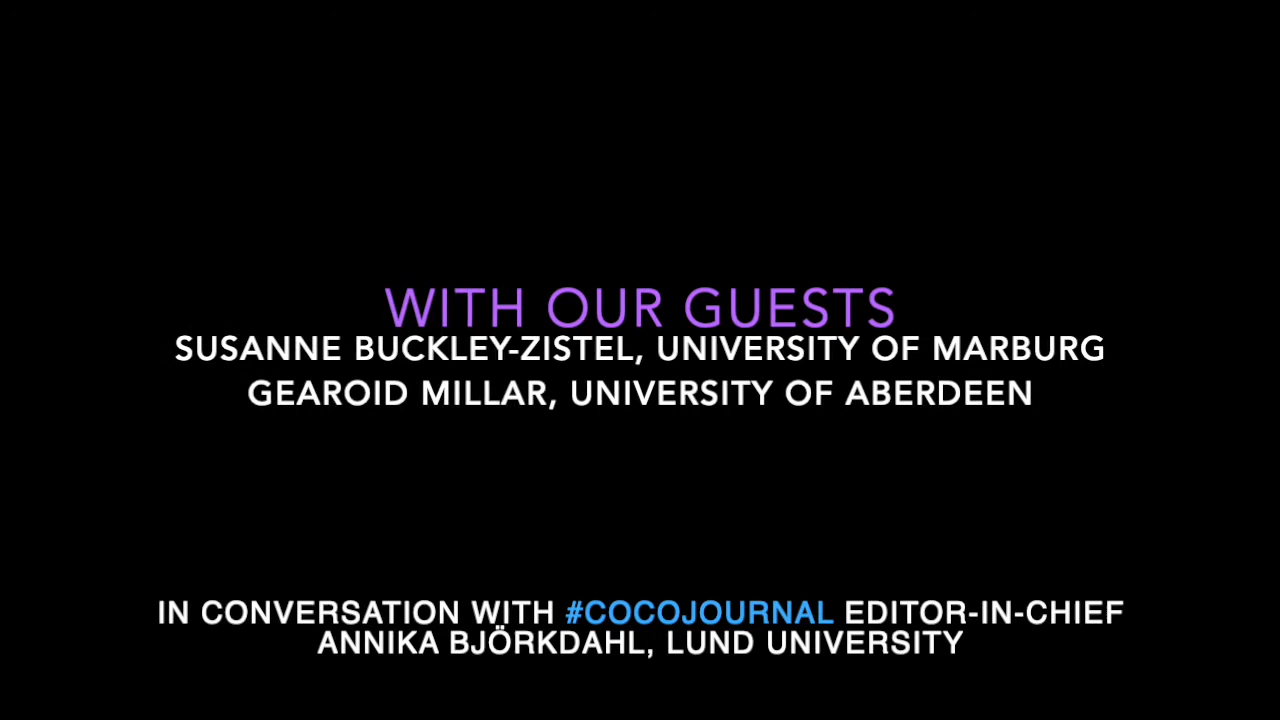 WITH OUR GUESTS
SUSANNE BUCKLEY-ZISTEL, UNIVERSITY OF MARBURG
GEAROID MILLAR, UNIVERSITY OF ABERDEEN
IN CONVERSATION WITH #COCOJOURNAL EDITOR-IN-CHIEF
ANNIKA BJÖRKDAHL, LUND UNIVERSITY